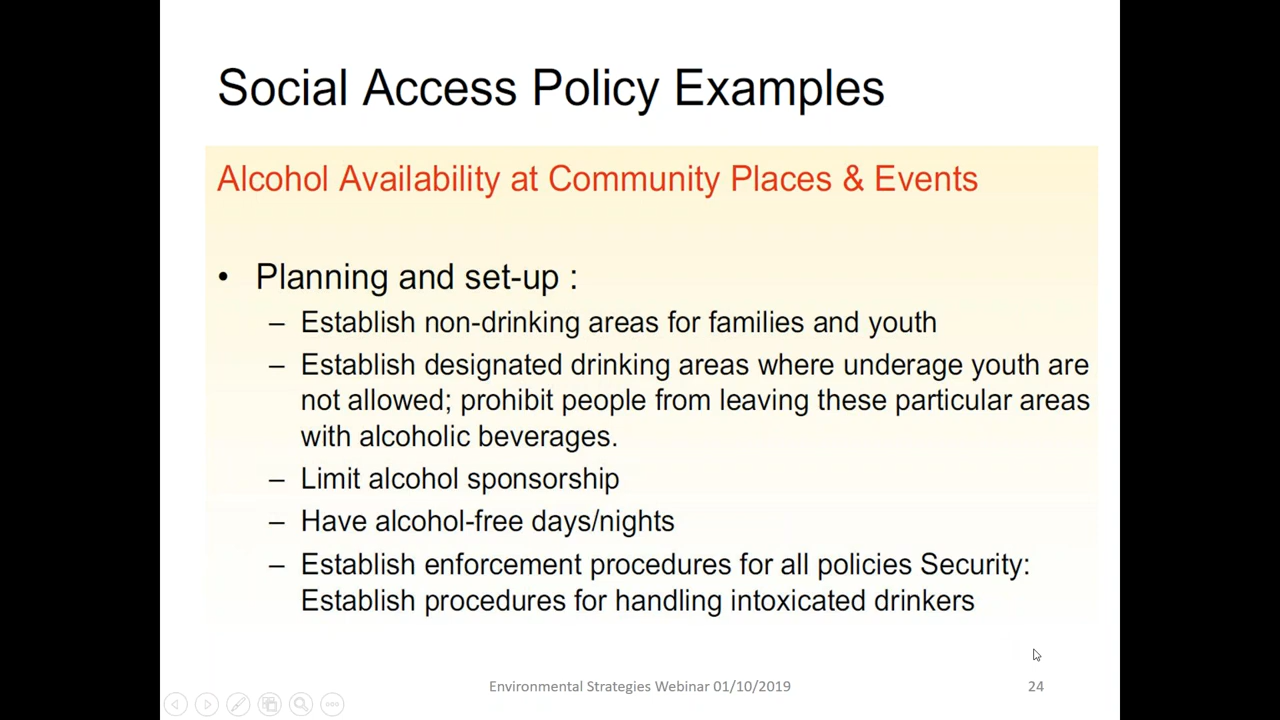 Social Access Policy Examples
Alcohol Availability at Community Places & Events
• Planning and set-up :
– Establish non-drinking areas for families and youth
– Establish designated drinking areas where underage youth are
not allowed; prohibit people from leaving these particular areas
with alcoholic beverages.
– Limit alcohol sponsorship
– Have alcohol-free days/nights
– Establish enforcement procedures for all policies Security:
Establish procedures for handling intoxicated drinkers
Environmental Strategies Webinar 01/10/2019
24